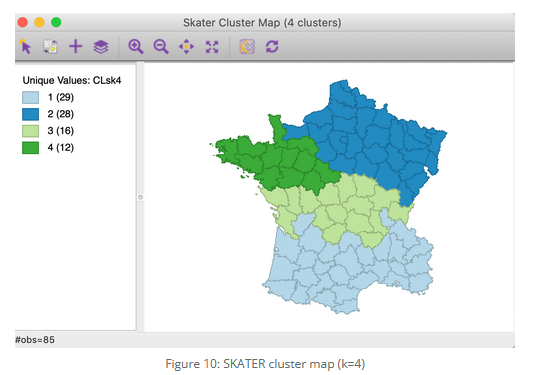 Skater Cluster Map (4 clusters)
Unique Values: CLsk4
1 (29)
2 (28)
3 (16)
4 (12)
#obs=85
Figure 10: SKATER cluster map (k=4)